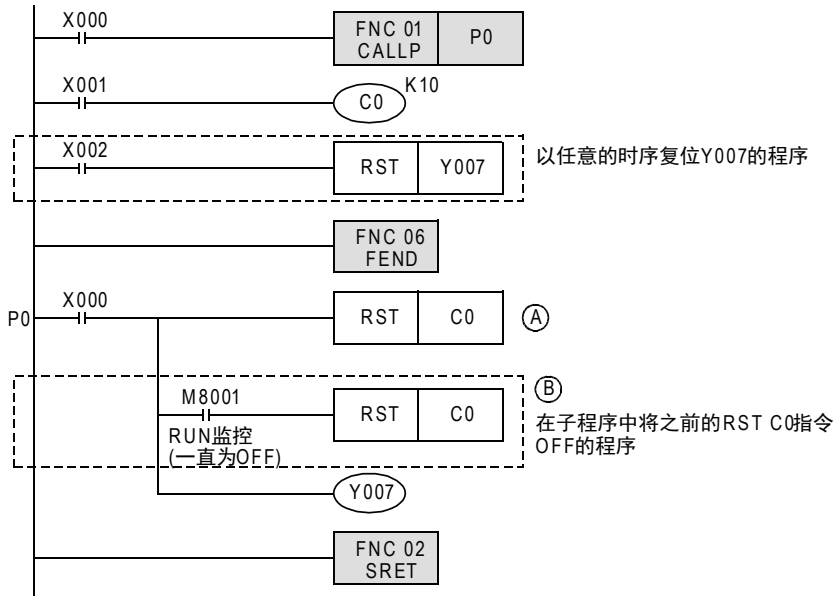 X000
FNC 01
CALLP
P0
X001
C0
K10
X002
RST
Y007
以任意的时序复位Y007的程序
FNC 06
FEND
P0
X000
RST
C0
A
M8001
RUN监控
(一直为OFF)
RST
C0
B
在子程序中将之前的RST C0指令
OFF的程序
Y007
FNC 02
SRET